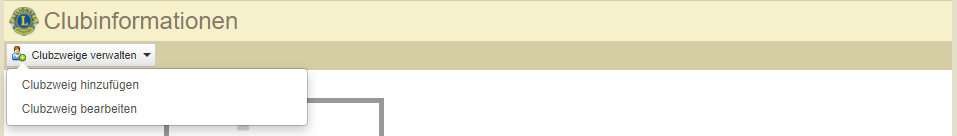 Clubinformationen
Clubzweige verwalten
Clubzweig hinzufügen
Clubzweig bearbeiten